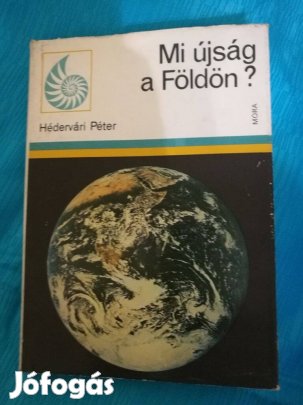 Mi újság
a Földön?
Hédervári Péter
MÓRA
Jófogás